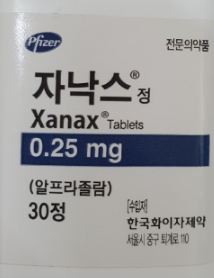 Pfizer
전문의약품
자낙스® 정
Xanax® Tablets
0.25 mg
(알프라졸람)
30정
[수입자]
한국화이자제약
서울시 중구 퇴계로 110